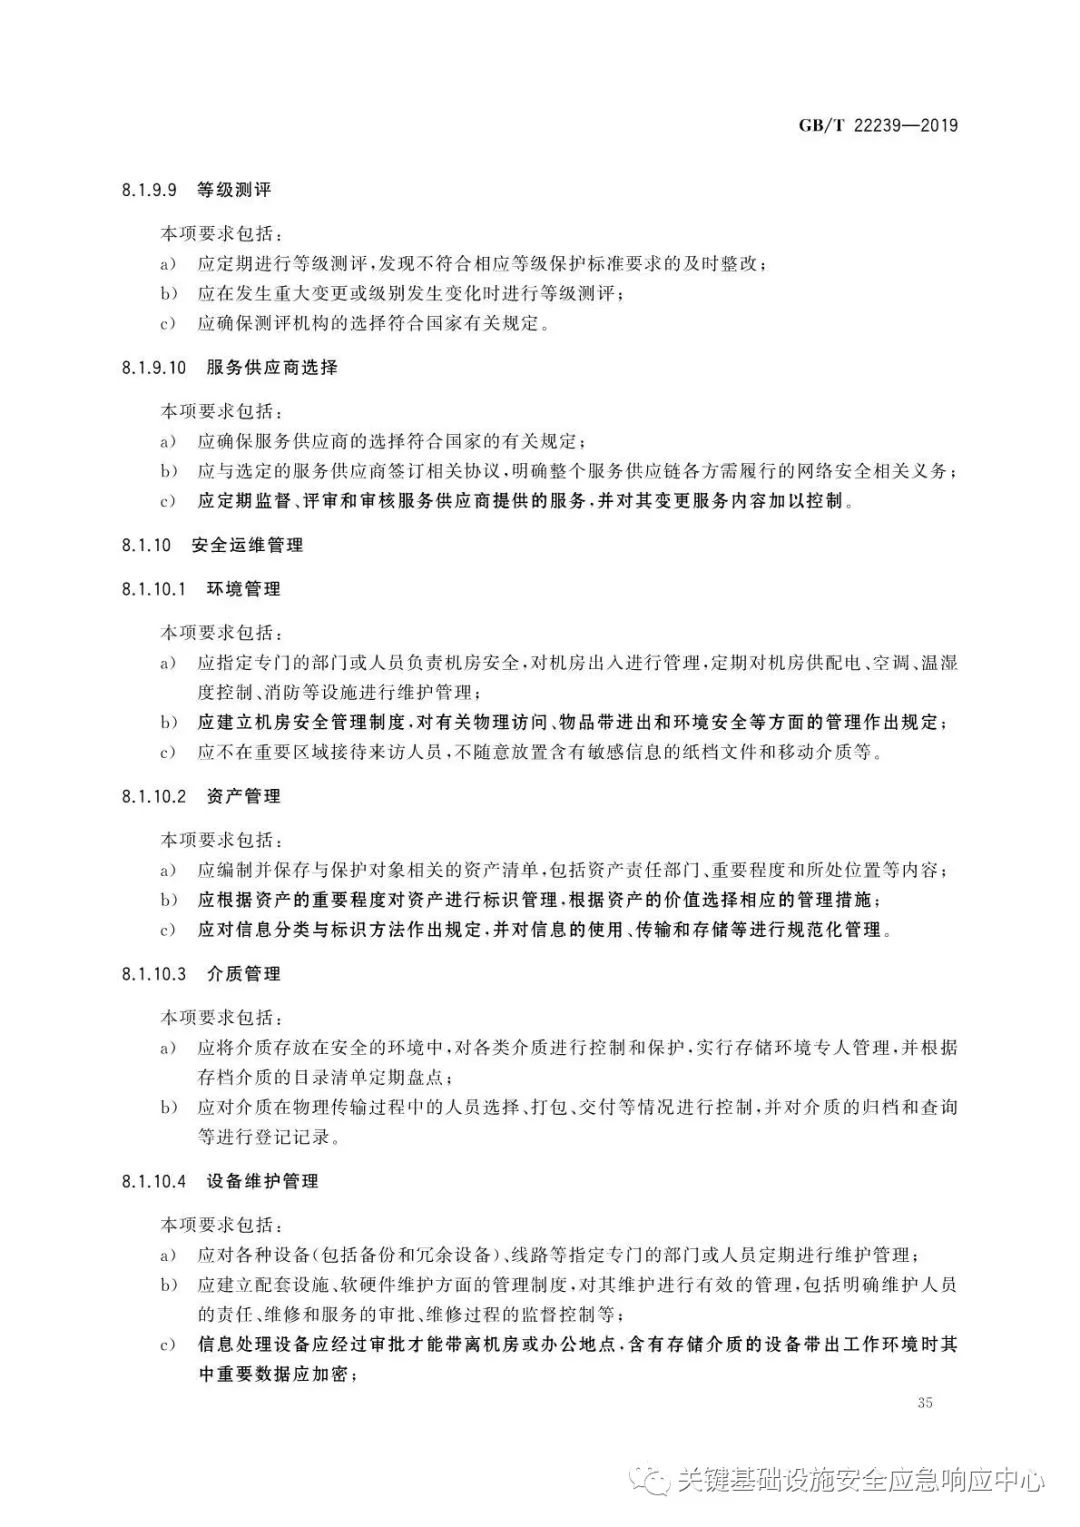 GB/T 22239—2019
8.1.9.9 等级测评
本项要求包括:
a) 应定期进行等级测评,发现不符合相应等级保护标准要求的及时整改;
b) 应在发生重大变更或级别发生变化时进行等级测评;
c) 应确保测评机构的选择符合国家有关规定。
8.1.9.10 服务供应商选择
本项要求包括:
a) 应确保服务供应商的选择符合国家的有关规定;
b) 应与选定的服务供应商签订相关协议,明确整个服务供应链各方需履行的网络安全相关义务;
c) 应定期监督、评审和审核服务供应商提供的服务,并对其变更服务内容加以控制。
8.1.10 安全运维管理
8.1.10.1 环境管理
本项要求包括:
a) 应指定专门的部门或人员负责机房安全,对机房出入进行管理,定期对机房供配电、空调、温湿
度控制、消防等设施进行维护管理;
b) 应建立机房安全管理制度,对有关物理访问、物品带进出和环境安全等方面的管理作出规定;
c) 应不在重要区域接待来访人员,不随意放置含有敏感信息的纸档文件和移动介质等。
8.1.10.2 资产管理
本项要求包括:
a) 应编制并保存与保护对象相关的资产清单,包括资产责任部门、重要程度和所处位置等内容;
b) 应根据资产的重要程度对资产进行标识管理,根据资产的价值选择相应的管理措施;
c) 应对信息分类与标识方法作出规定,并对信息的使用、传输和存储等进行规范化管理。
8.1.10.3 介质管理
本项要求包括:
a) 应将介质存放在安全的环境中,对各类介质进行控制和保护,实行存储环境专人管理,并根据
存档介质的目录清单定期盘点;
b) 应对介质在物理传输过程中的人员选择、打包、交付等情况进行控制,并对介质的归档和查询
等进行登记记录。
8.1.10.4 设备维护管理
本项要求包括:
a) 应对各种设备(包括备份和冗余设备)、线路等指定专门的部门或人员定期进行维护管理;
b) 应建立配套设施、软硬件维护方面的管理制度,对其维护进行有效的管理,包括明确维护人员
的责任、维修和服务的审批、维修过程的监督控制等;
c) 信息处理设备应经过审批才能带离机房或办公地点,含有存储介质的设备带出工作环境时其
中重要数据应加密;
35
关键基础设施安全应急响应中心